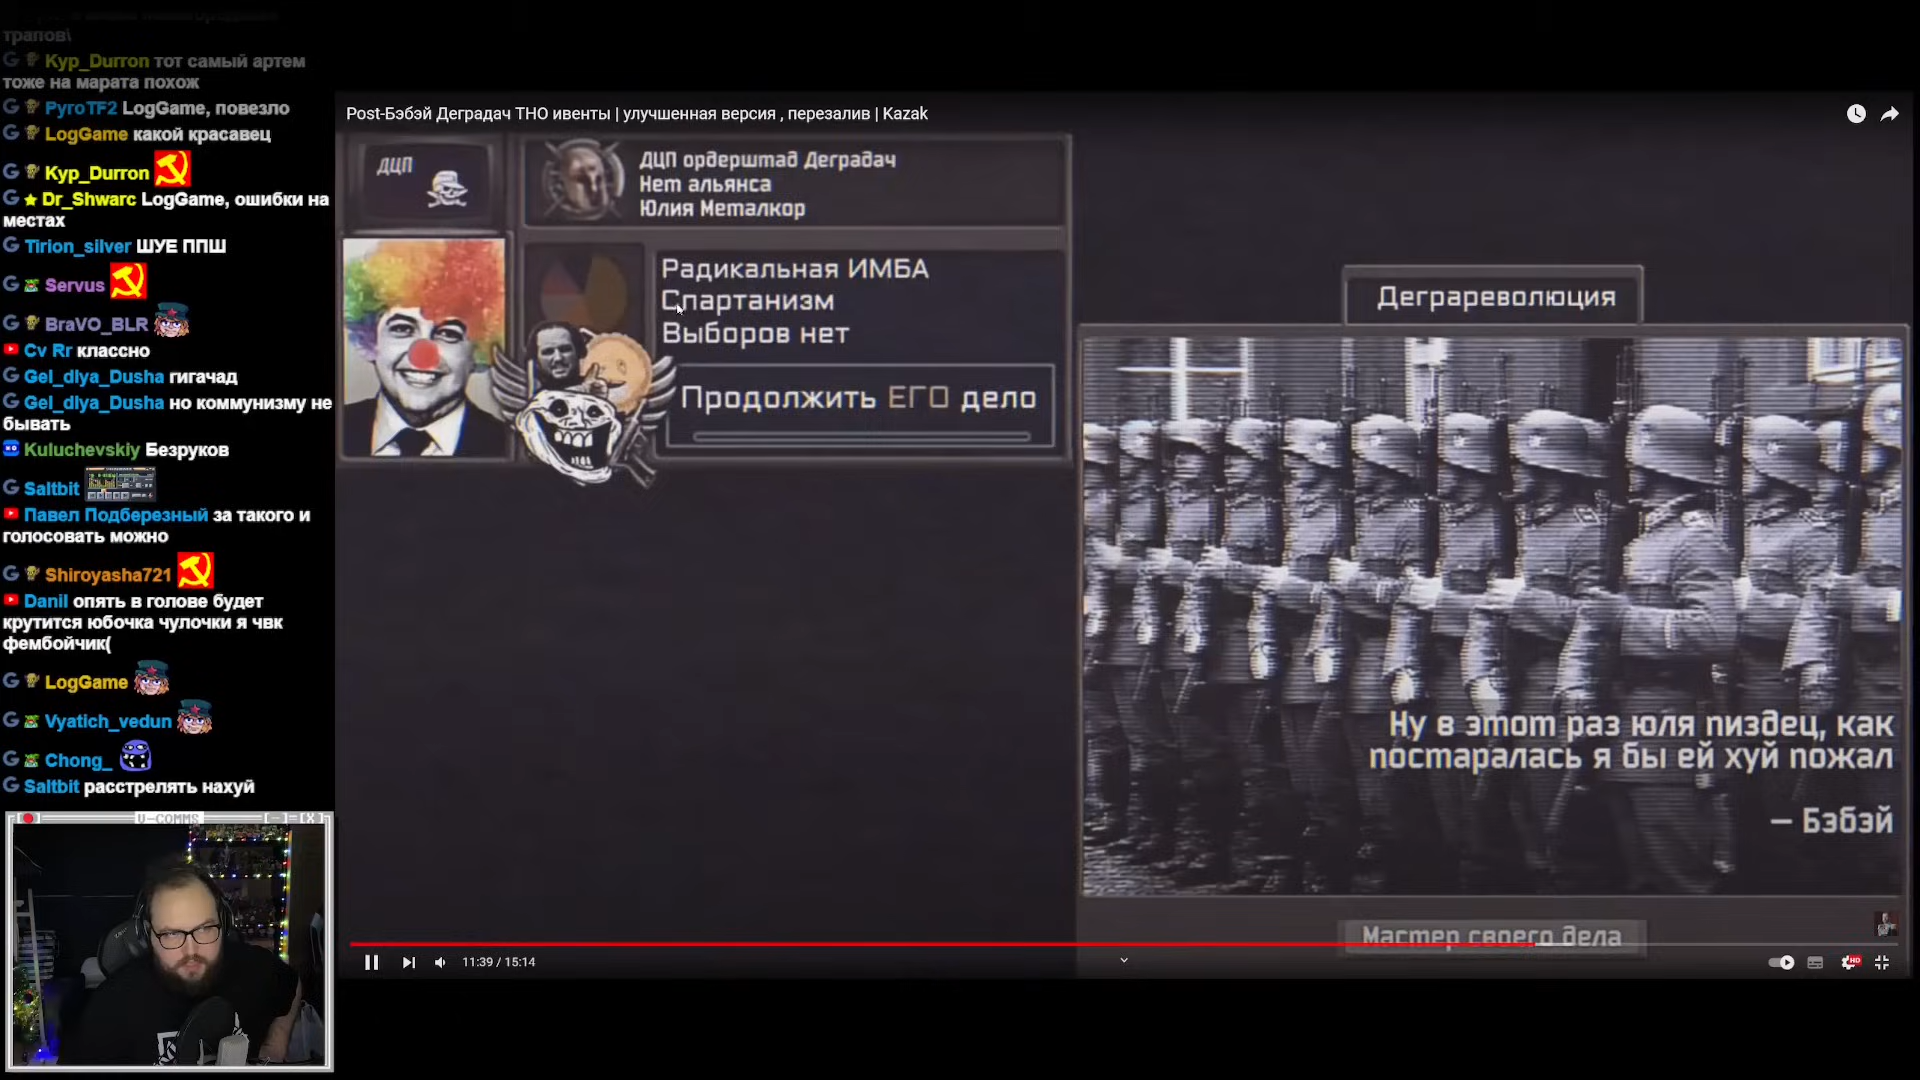 трапов\
Kyp_Durron тот самый артем
тоже на марата похож
PyroTF2 LogGame, повезло
LogGame какой красавец
Kyp_Durron
Dr_Shwarc LogGame, ошибки на
местах
Tirion_silver ШУЕ ППШ
Servus
BraVO_BLR
Cv Rr классно
Gel_dlya_Dusha гигачад
Gel_dlya_Dusha но коммунизму не
бывать
Kuluchevskiy Безруков
Saltbit
Павел Подберезный за такого и
голосовать можно
Shiroyasha721
Danil опять в голове будет
крутится юбочка чулочки я чвк
фембойчик(
LogGame
Vyatich_vedun
Chong_
Saltbit расстрелять нахуй
U-COMMS
Post-Бэбэй Деградач ТНО ивенты | улучшенная версия , перезалив | Kazak
ДЦП
ДЦП ордерштад Деградач
Нет альянса
Юлия Металкор
Радикальная ИМБА
Спартанизм
Выборов нет
Продолжить ЕГО дело
Деграреволюция
Ну в этот раз юля пиздец, как
постаралась я бы ей хуй пожал
— Бэбэй
Мастер своего дела
11:39 / 15:14
HD